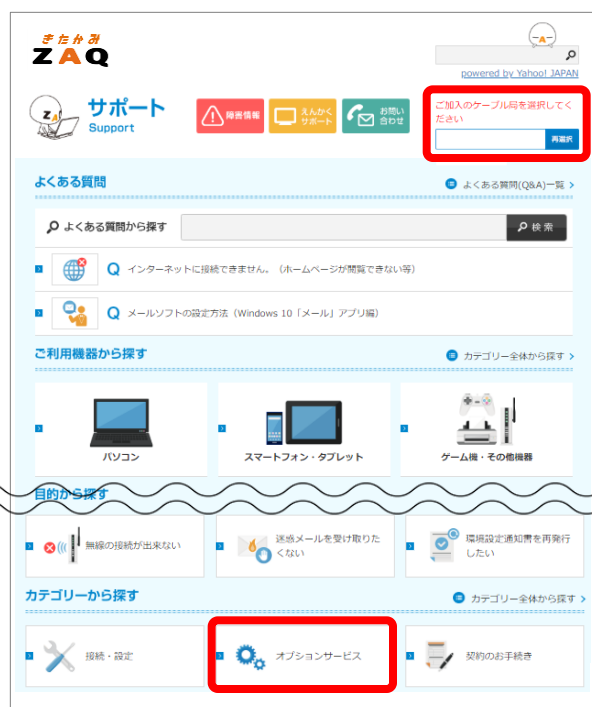 きたかみ
ZAQ
-A-
powered by Yahoo! JAPAN
サポート
Support
障害情報
えんかく
サポート
お問い
合わせ
ご加入のケーブル局を選択してく
ださい
再選択
よくある質問
よくある質問(Q&A)一覧
よくある質問から探す
検索
Q インターネットに接続できません。（ホームページが閲覧できない等）
Q メールソフトの設定方法（Windows 10「メール」アプリ編）
ご利用機器から探す
カテゴリー全体から探す
パソコン
スマートフォン・タブレット
ゲーム機・その他機器
目的から探す
無線の接続が出来ない
迷惑メールを受け取りた
くない
環境設定通知書を再発行
したい
カテゴリーから探す
カテゴリー全体から探す
接続・設定
オプションサービス
契約のお手続き